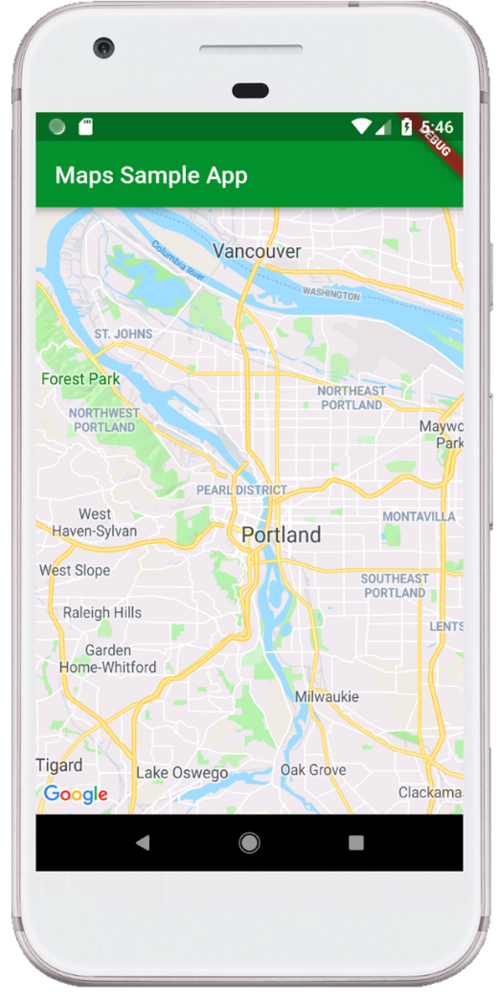 5:46
DEBUG
Maps Sample App
Vancouver
Columbia River
WASHINGTON
ST. JOHNS
Forest Park
NORTHEAST
PORTLAND
NORTHWEST
PORTLAND
Maywo
Park
PEARL DISTRICT
West
Haven-Sylvan
MONTAVILLA
Portland
West Slope
SOUTHEAST
PORTLAND
Raleigh Hills
LENTS
Garden
Home-Whitford
Milwaukie
Tigard
Lake Oswego
Oak Grove
Clackama
Google